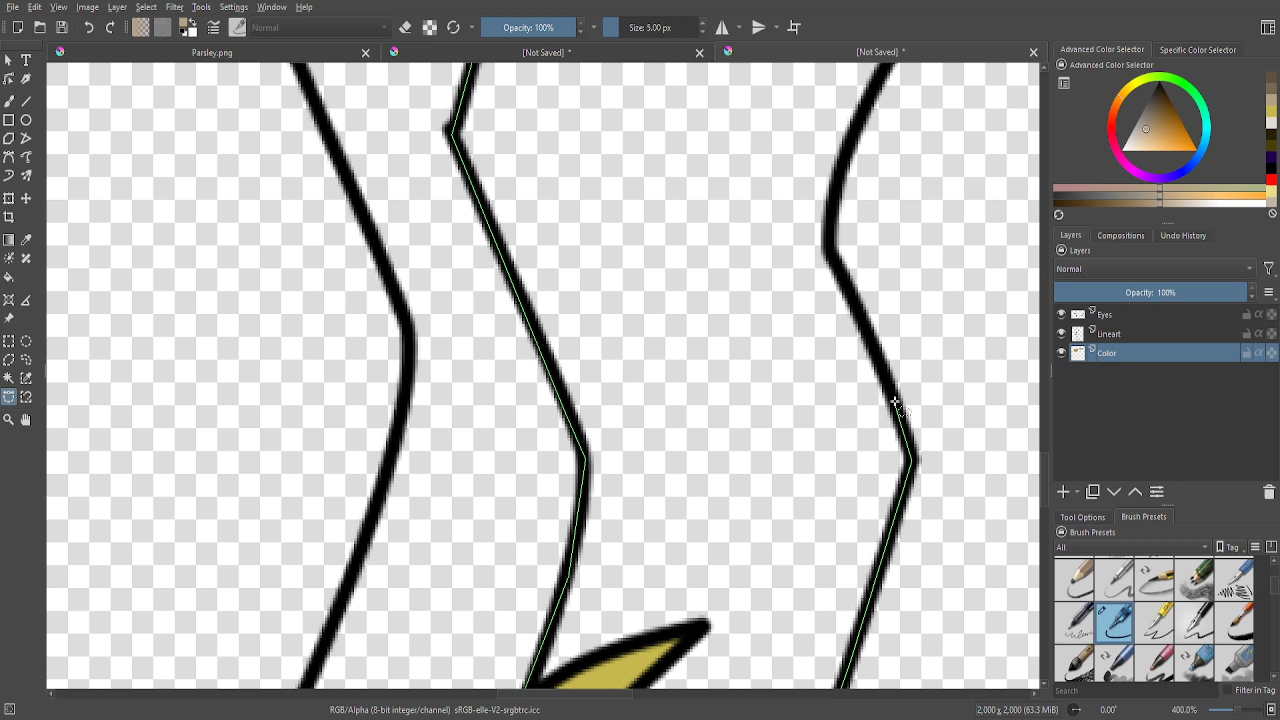 File Edit View Image Layer Select Filter Tools Settings Window Help
Normal
Opacity: 100%
Size: 5.00 px
Parsley.png
[Not Saved] *
[Not Saved] *
Advanced Color Selector
Specific Color Selector
Advanced Color Selector
Layers
Compositions
Undo History
Layers
Normal
Opacity: 100%
Eyes
Lineart
Color
Tool Options
Brush Presets
Brush Presets
All
Tag
Search
Filter in Tag
RGB/Alpha (8-bit integer/channel) sRGB-elle-V2-srgbtrc.icc
2,000 x 2,000 (63.3 MiB)
0.00°
400.0%